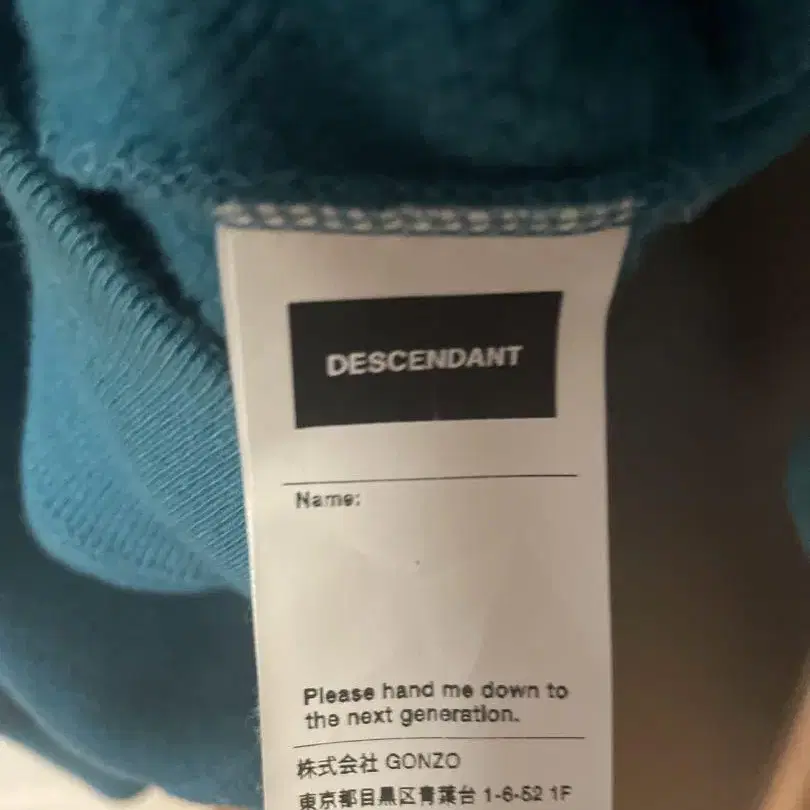 DESCENDANT
Name:
Please hand me down to
the next generation.
株式会社 GONZO
東京都目黒区青葉台 1-6-52 1F